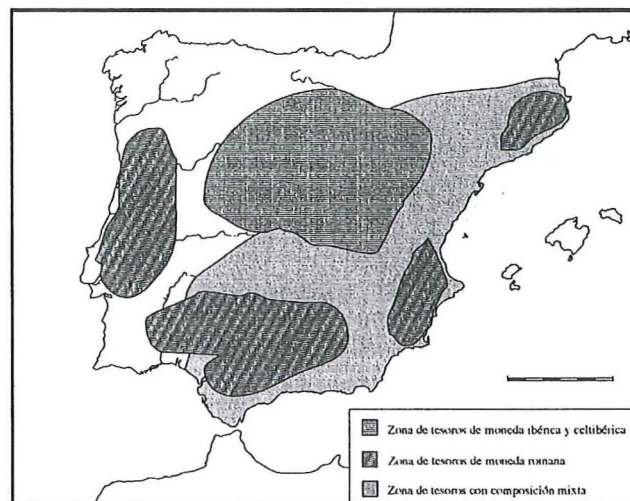 Zona de tesoros de moneda ibérica y celtibérica
Zona de tesoros de moneda romana
Zona de tesoros con composición mixta